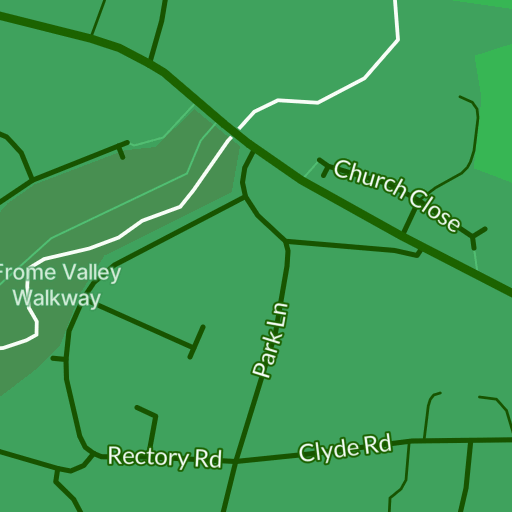 Church Close
Frome Valley
Walkway
Park Ln
Rectory Rd
Clyde Rd